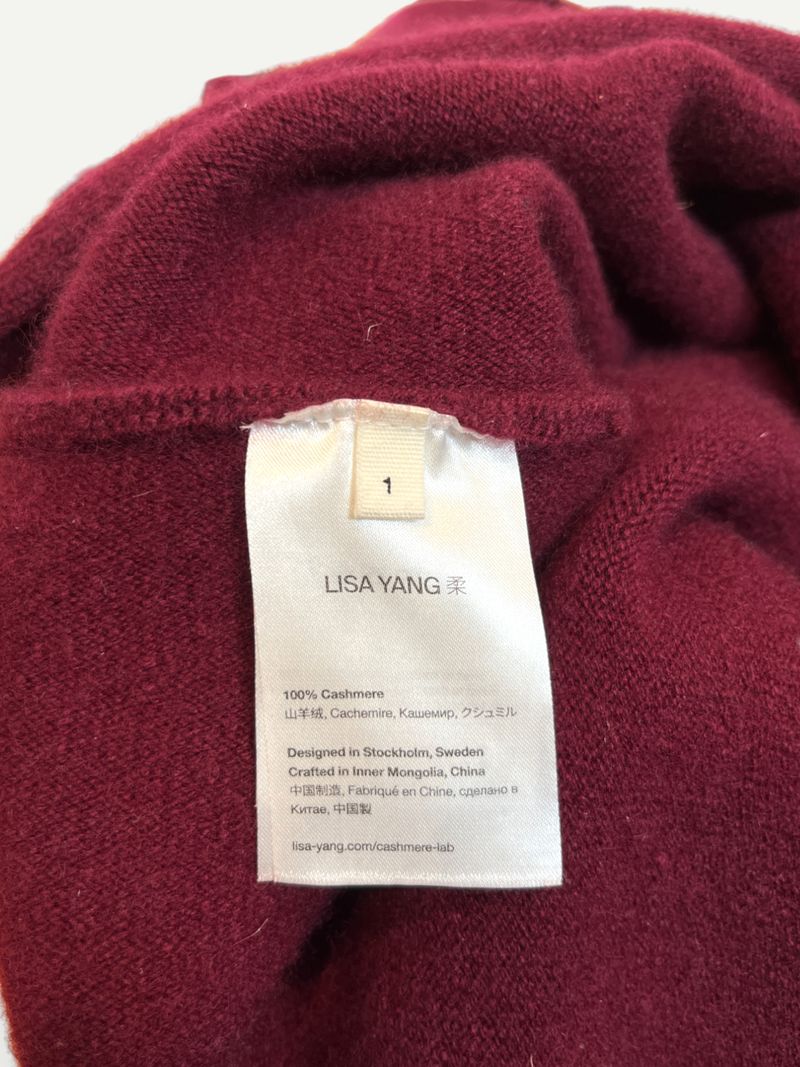 1
LISA YANG 柔
100% Cashmere
山羊绒, Cachemire, Кашемир, クシュミル
Designed in Stockholm, Sweden
Crafted in Inner Mongolia, China
中国制造, Fabriqué en Chine, сделано в
Китае, 中国製
lisa-yang.com/cashmere-lab